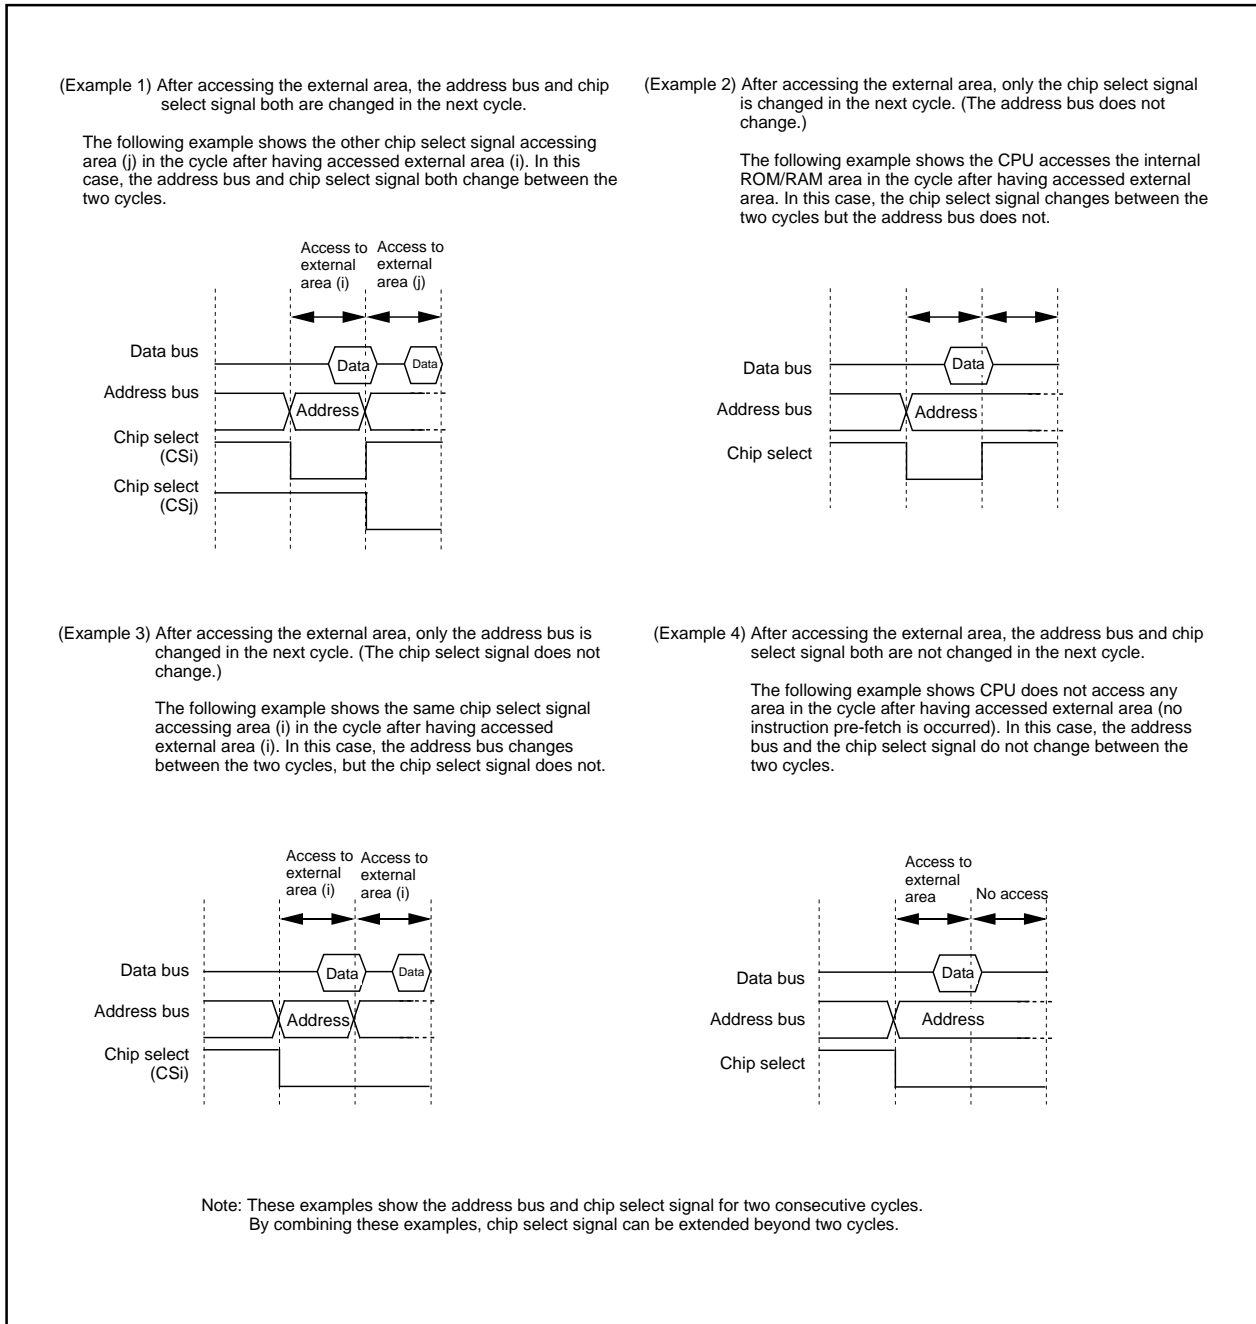 (Example 1) After accessing the external area, the address bus and chip
select signal both are changed in the next cycle.
The following example shows the other chip select signal accessing
area (j) in the cycle after having accessed external area (i). In this
case, the address bus and chip select signal both change between the
two cycles.
Access to
external
area (i)
Access to
external
area (j)
Data bus
Data
Data
Address bus
Address
Chip select
(CSi)
Chip select
(CSj)
(Example 2) After accessing the external area, only the chip select signal
is changed in the next cycle. (The address bus does not
change.)
The following example shows the CPU accesses the internal
ROM/RAM area in the cycle after having accessed external
area. In this case, the chip select signal changes between the
two cycles but the address bus does not.
Data bus
Data
Address bus
Address
Chip select
(Example 3) After accessing the external area, only the address bus is
changed in the next cycle. (The chip select signal does not
change.)
The following example shows the same chip select signal
accessing area (i) in the cycle after having accessed
external area (i). In this case, the address bus changes
between the two cycles, but the chip select signal does not.
Access to
external
area (i)
Access to
external
area (i)
Data bus
Data
Data
Address bus
Address
Chip select
(CSi)
(Example 4) After accessing the external area, the address bus and chip
select signal both are not changed in the next cycle.
The following example shows CPU does not access any
area in the cycle after having accessed external area (no
instruction pre-fetch is occurred). In this case, the address
bus and the chip select signal do not change between the
two cycles.
Access to
external
area
No access
Data bus
Data
Address bus
Address
Chip select
Note: These examples show the address bus and chip select signal for two consecutive cycles.
By combining these examples, chip select signal can be extended beyond two cycles.